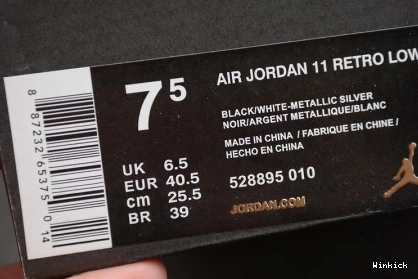 7 5
AIR JORDAN 11 RETRO LOW
BLACK/WHITE-METALLIC SILVER
NOIR/ARGENT METALLIQUE/BLANC
MADE IN CHINA / FABRIQUE EN CHINE /
HECHO EN CHINA
UK 6.5
EUR 40.5
cm 25.5
BR 39
528895 010
JORDAN.COM
8 87232 65375 0 14
Winkick